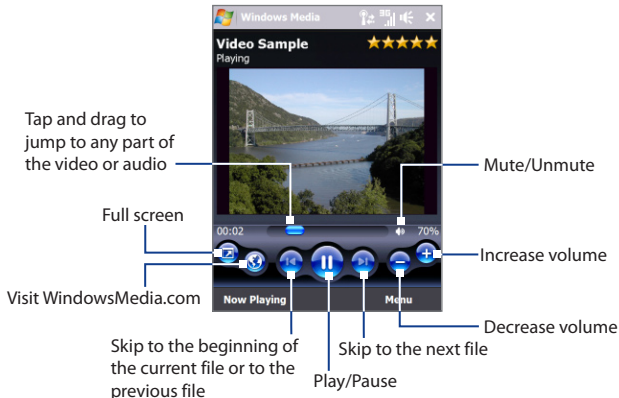 Windows Media
3G
Video Sample
Playing
Tap and drag to
jump to any part of
the video or audio
Mute/Unmute
Full screen
00:02
70%
Increase volume
Visit WindowsMedia.com
Now Playing
Menu
Decrease volume
Skip to the beginning of
the current file or to the
previous file
Skip to the next file
Play/Pause